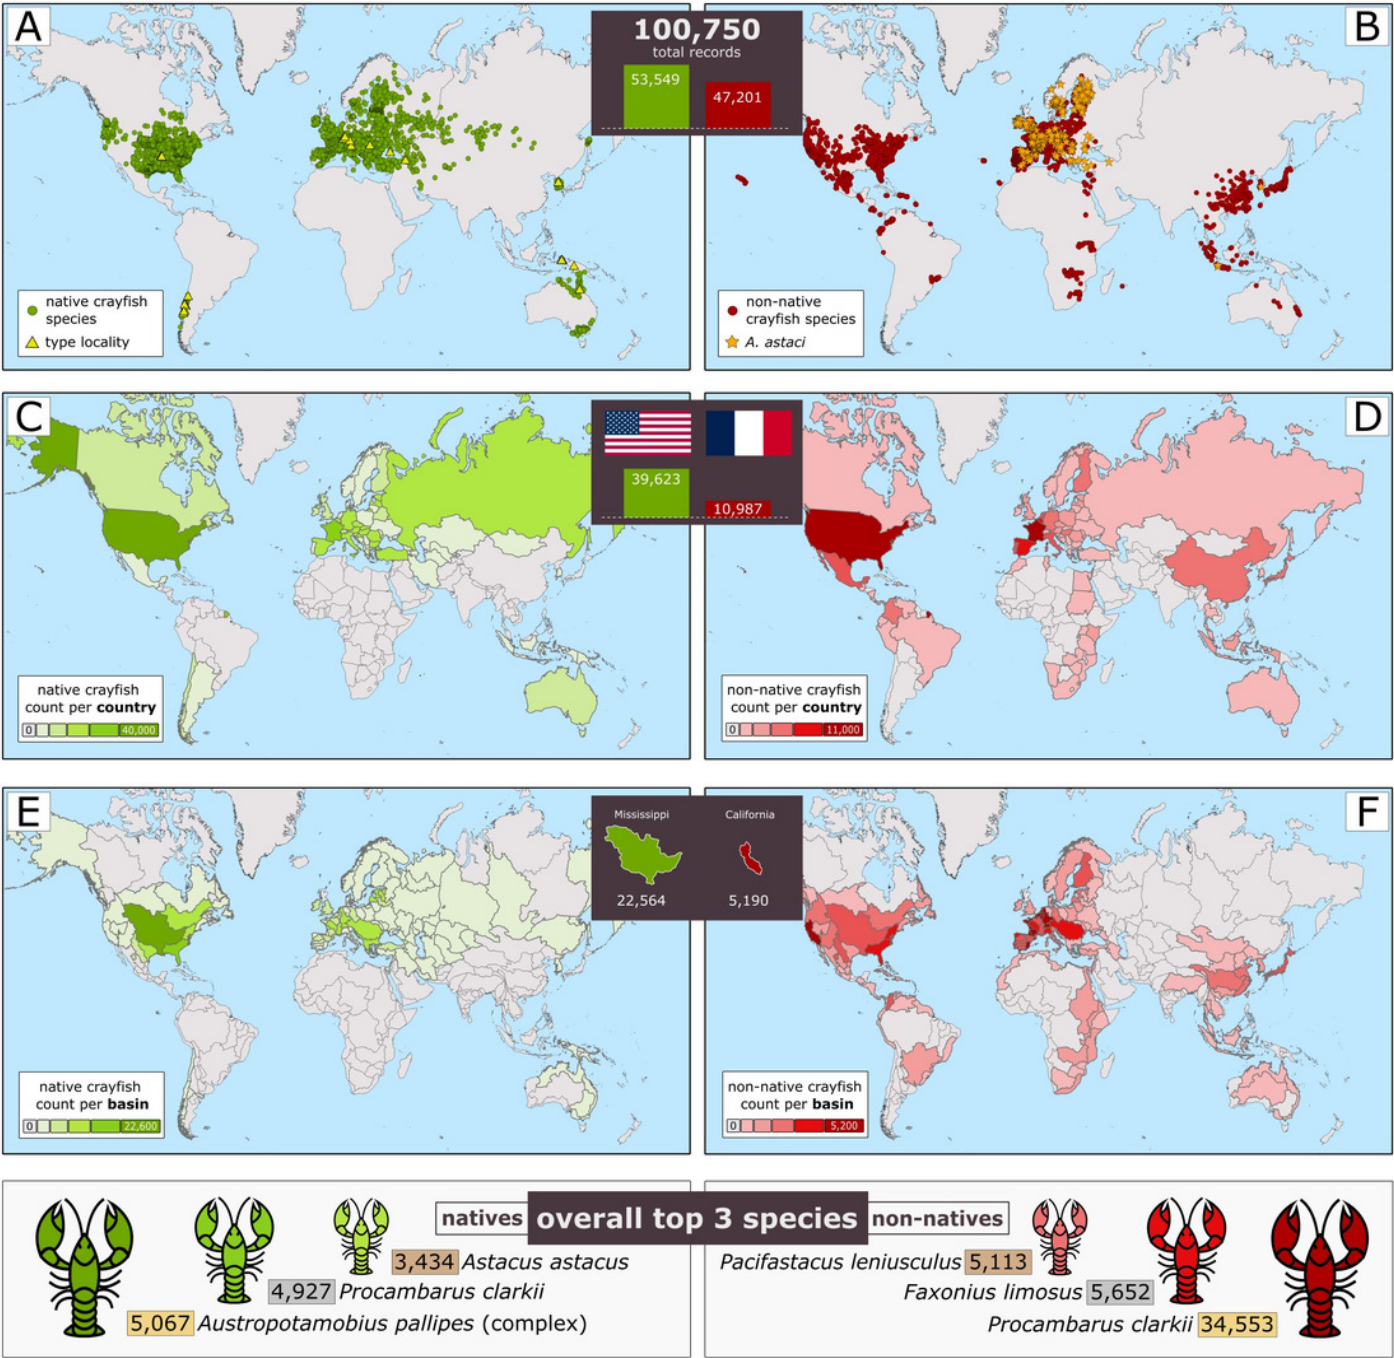 A
100,750
total records
53,549
47,201
B
native crayfish
species
type locality
non-native
crayfish species
A. astaci
C
39,623
10,987
D
native crayfish
count per country
0
40,000
non-native crayfish
count per country
0
11,000
E
Mississippi
California
22,564
5,190
F
native crayfish
count per basin
0
22,600
non-native crayfish
count per basin
0
5,200
natives
overall top 3 species
non-natives
3,434 Astacus astacus
4,927 Procambarus clarkii
5,067 Austropotamobius pallipes (complex)
Pacifastacus leniusculus 5,113
Faxonius limosus 5,652
Procambarus clarkii 34,553